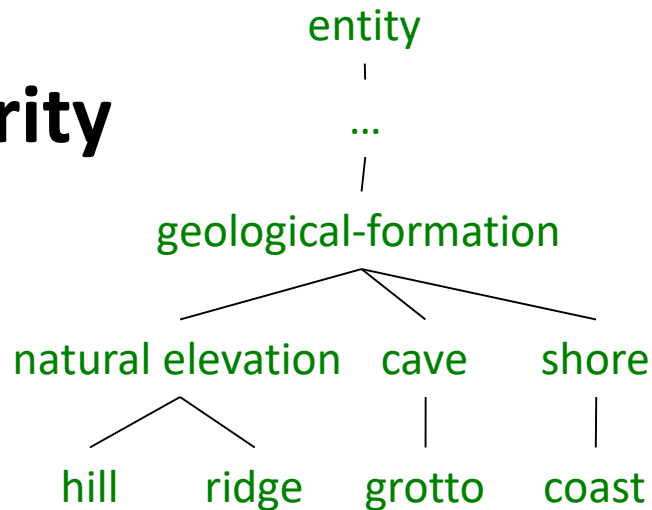 entity
rity
...
geological-formation
natural elevation cave shore
hill ridge grotto coast